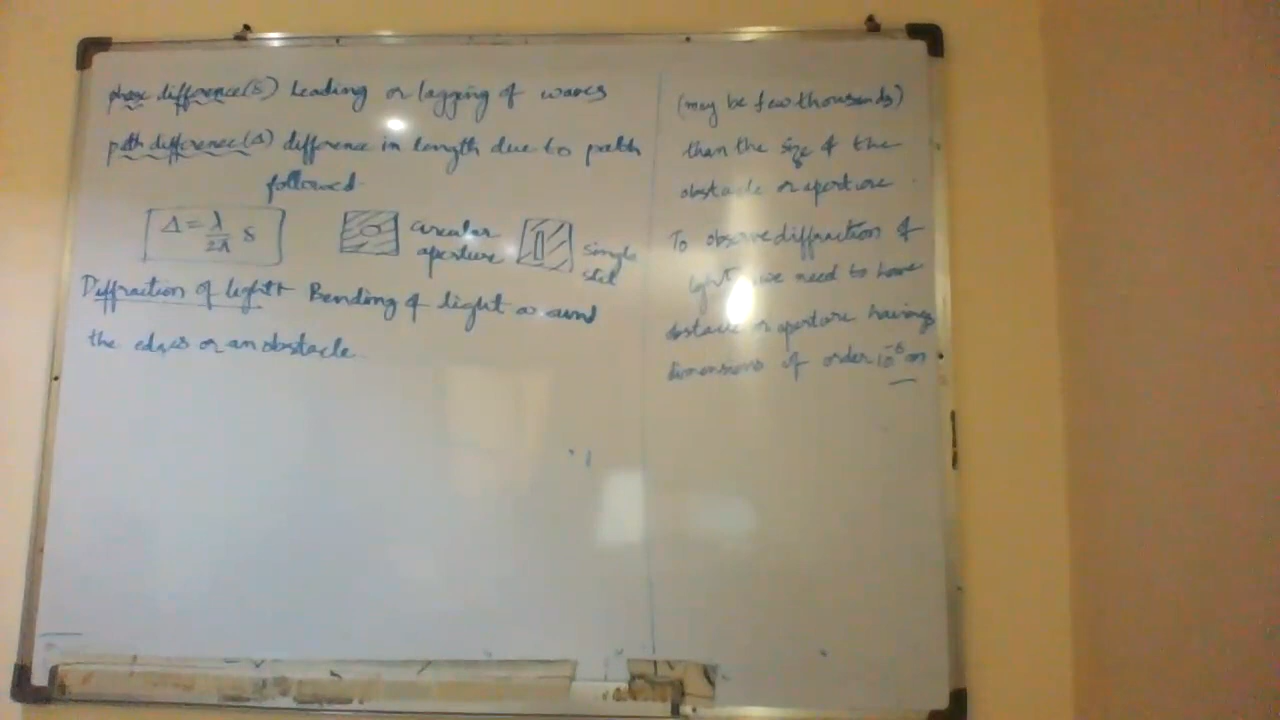 phase difference(δ) Leading or lagging of waves
path difference(Δ) difference in length due to path
followed.
Δ = λ/2π δ
circular
aperture
single
slit
Diffraction of light Bending of light around
the edges or an obstacle.
(may be few thousands)
than the size of the
obstacle or aperture
To observe diffraction of
light we need to have
obstacle or aperture having
dimensions of order 10⁻⁶ m